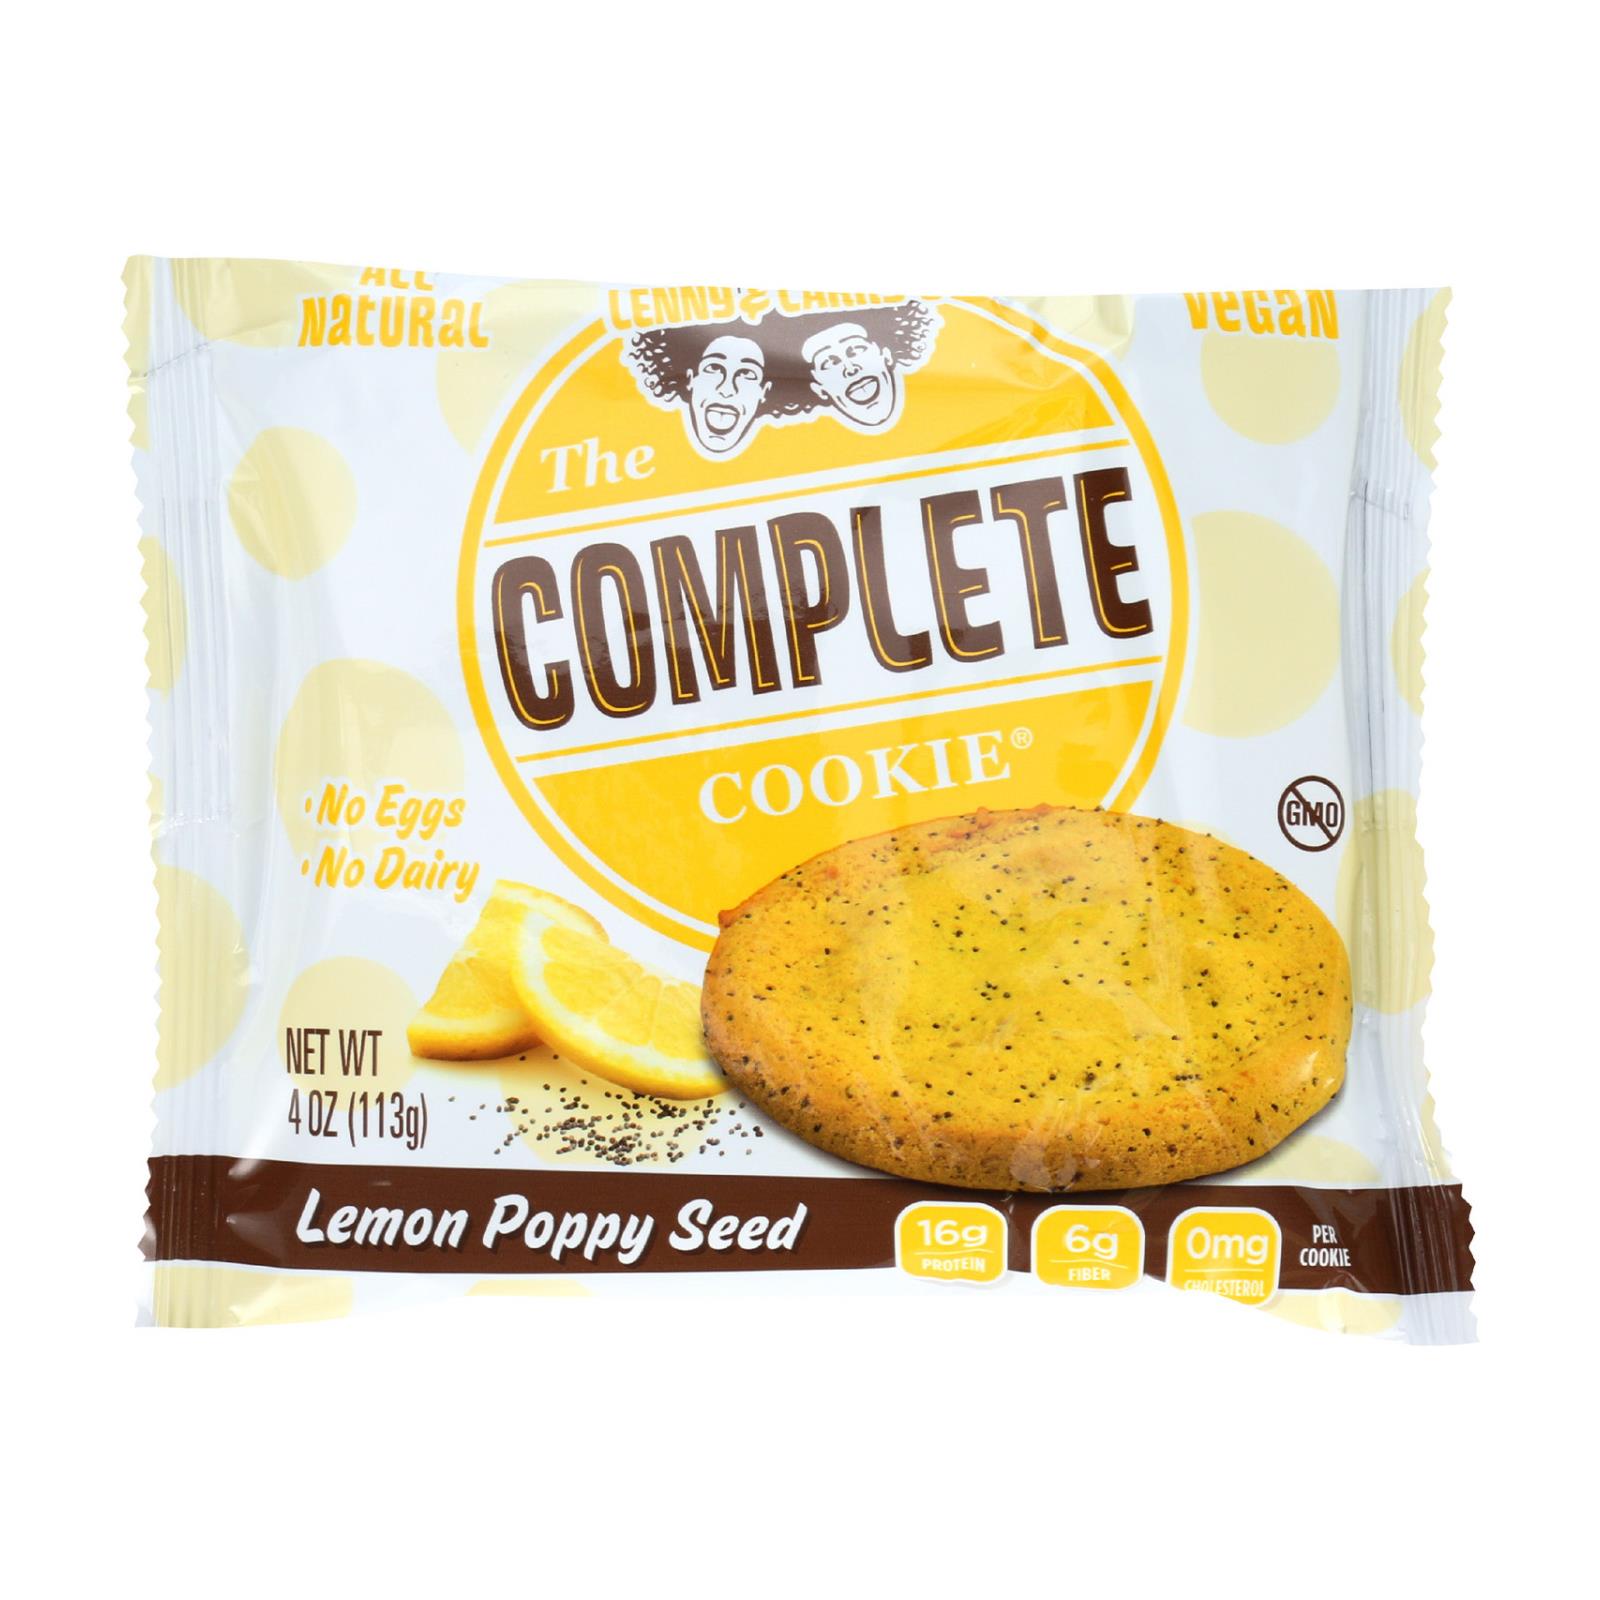 ALL
NATURAL
LENNY & LARRY'S
VEGAN
The
COMPLETE
COOKIE®
• No Eggs
• No Dairy
GMO
NET WT
4 OZ (113g)
Lemon Poppy Seed
16g
PROTEIN
6g
FIBER
0mg
CHOLESTEROL
PER
COOKIE